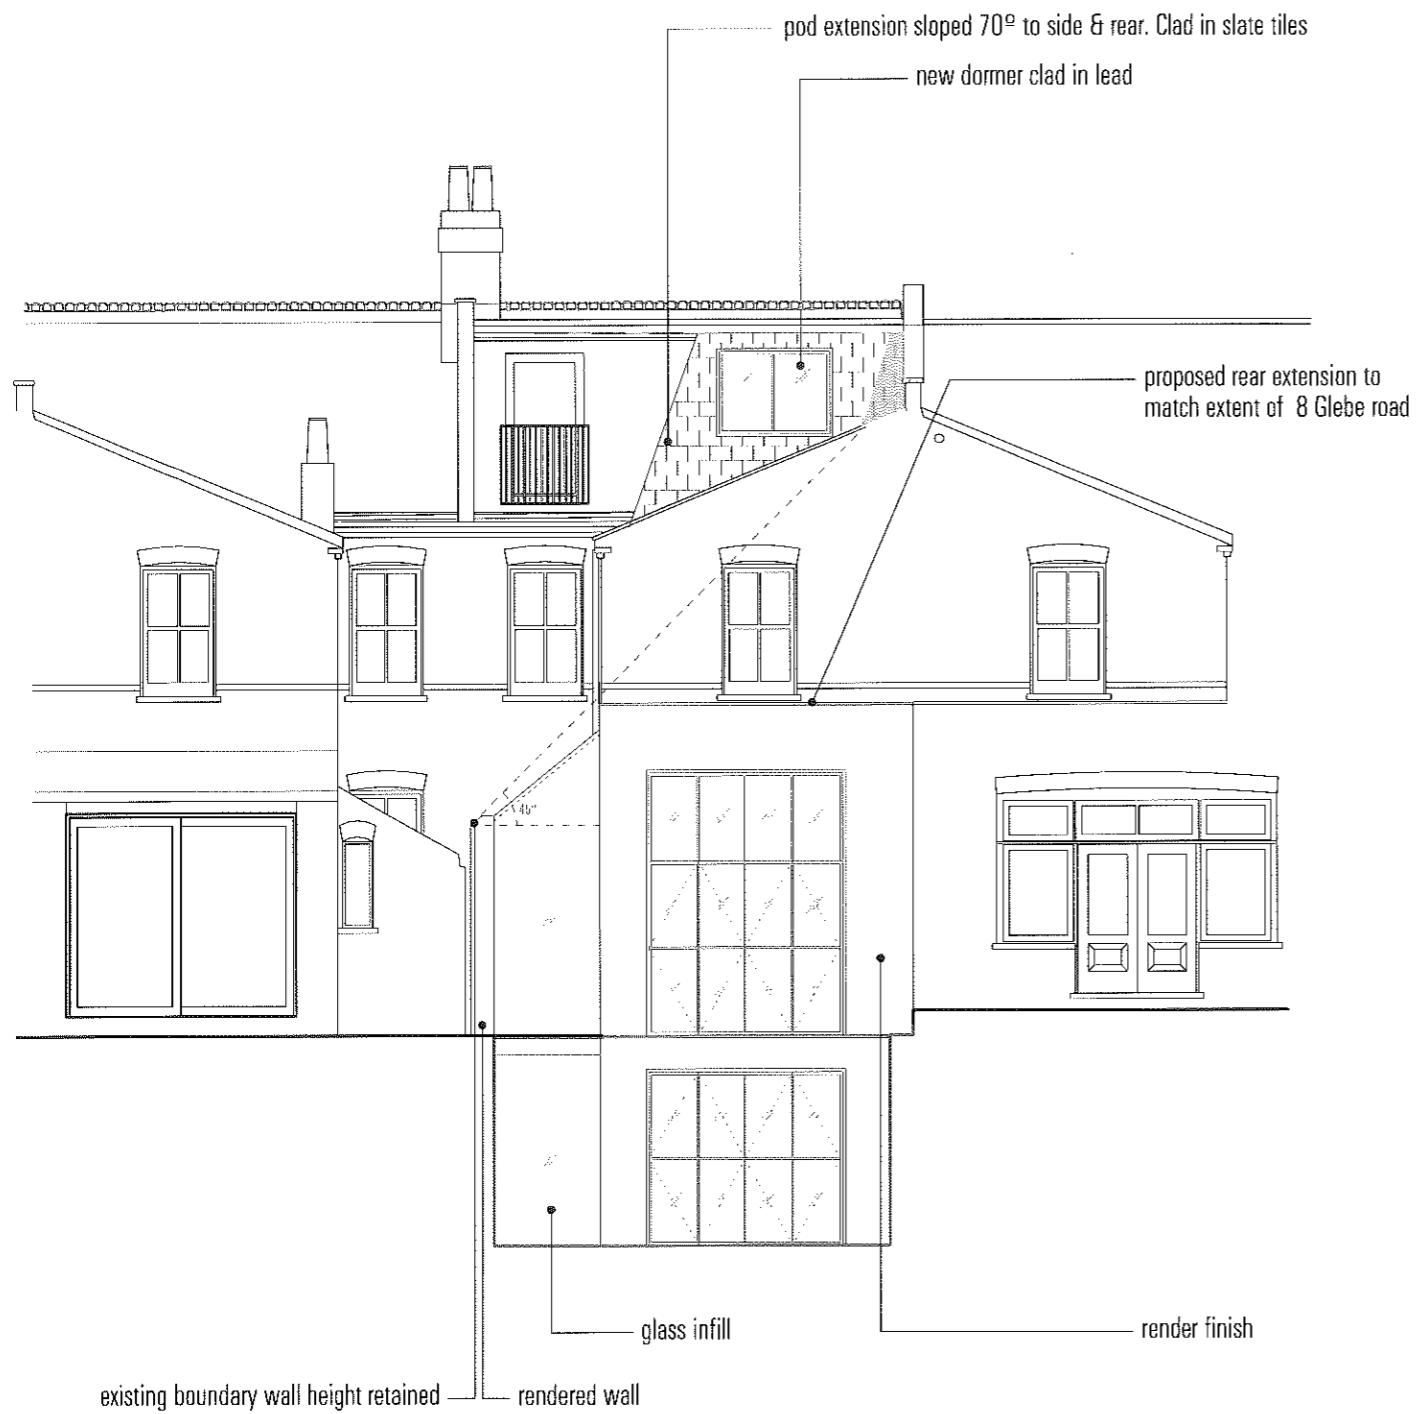 pod extension sloped 70º to side & rear. Clad in slate tiles
new dormer clad in lead
proposed rear extension to
match extent of 8 Glebe road
45°
glass infill
render finish
existing boundary wall height retained
rendered wall